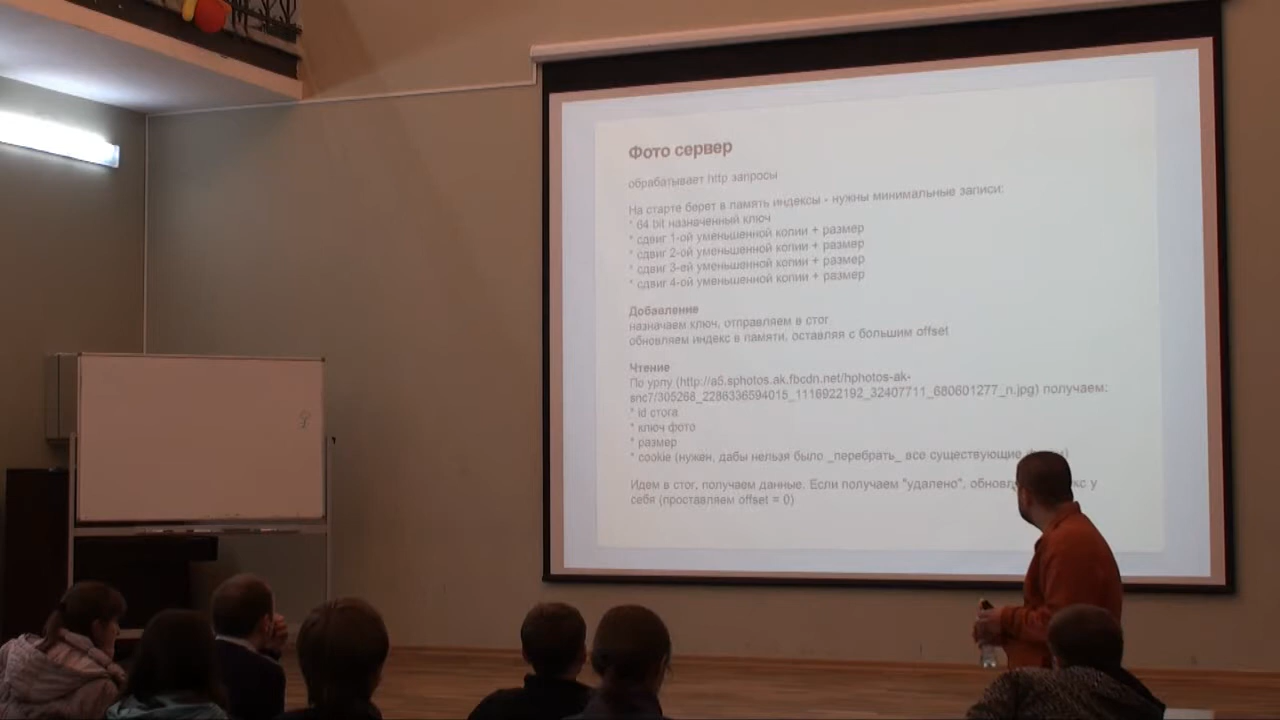 Фото сервер
обрабатывает http запросы
На старте берет в память индексы - нужны минимальные записи:
* 64 bit назначенный ключ
* сдвиг 1-ой уменьшенной копии + размер
* сдвиг 2-ой уменьшенной копии + размер
* сдвиг 3-ей уменьшенной копии + размер
* сдвиг 4-ой уменьшенной копии + размер
Добавление
назначаем ключ, отправляем в стог
обновляем индекс в памяти, оставляя с большим offset
Чтение
По урлу (http://a5.sphotos.ak.fbcdn.net/hphotos-ak-
snc7/305268_2286336594015_1116922192_32407711_680601277_n.jpg) получаем:
* id стога
* ключ фото
* размер
* cookie (нужен, дабы нельзя было _перебрать_ все существующие
Идем в стог, получаем данные. Если получаем "удалено", у
себя (проставляем offset = 0)